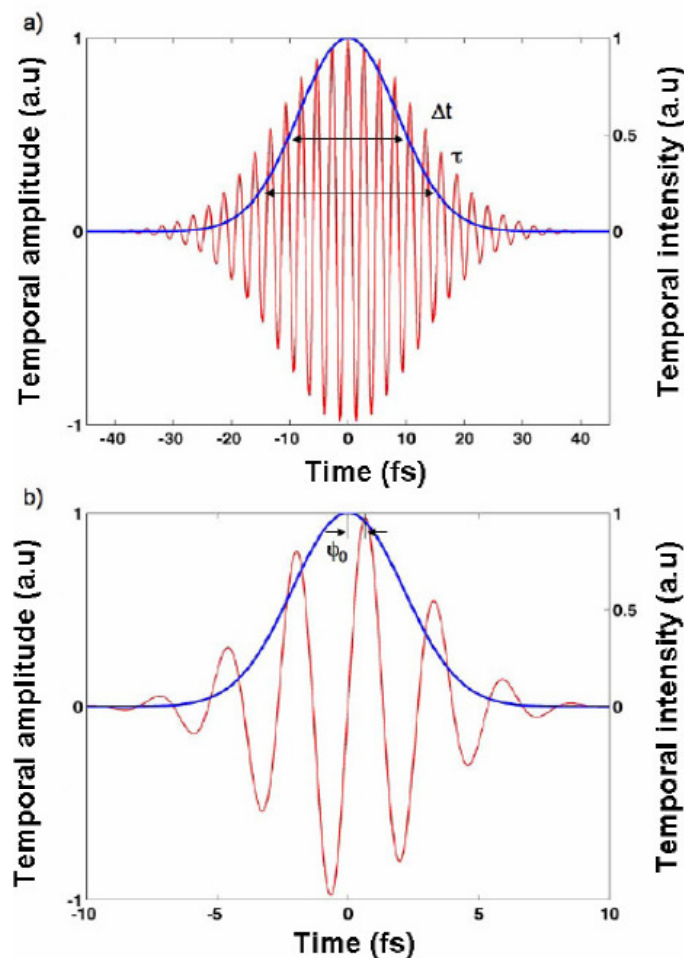 a)
Temporal amplitude (a.u)
1
0
-1
1
0.5
0
Temporal intensity (a.u)
Δt
τ
-40 -30 -20 -10 0 10 20 30 40
Time (fs)
b)
Temporal amplitude (a.u)
1
0
-1
1
0.5
0
Temporal intensity (a.u)
ψ0
-10 -5 0 5 10
Time (fs)